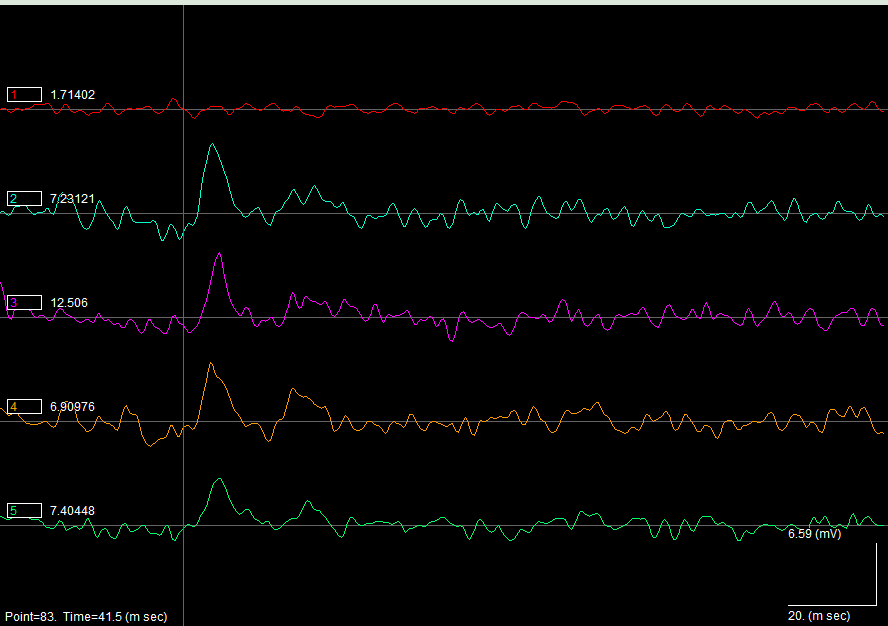 1 1.71402
2 7.23121
3 12.506
4 6.90976
5 7.40448
6.59 (mV)
20. (m sec)
Point=83. Time=41.5 (m sec)